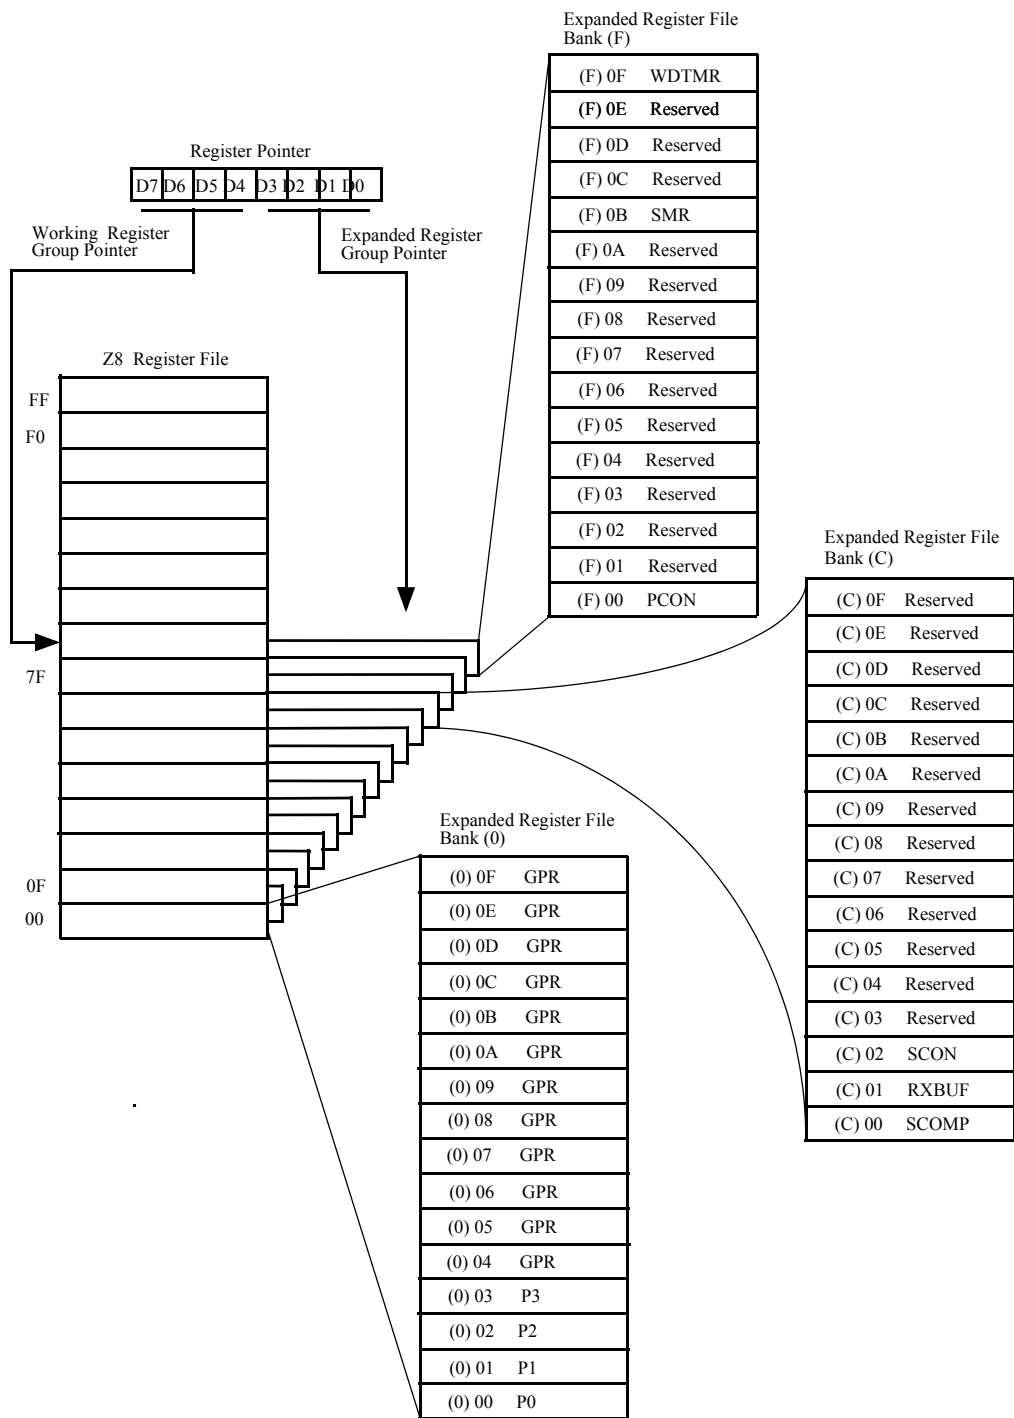 Expanded Register File
Bank (F)
(F) 0F WDTMR
(F) 0E Reserved
(F) 0D Reserved
(F) 0C Reserved
(F) 0B SMR
(F) 0A Reserved
(F) 09 Reserved
(F) 08 Reserved
(F) 07 Reserved
(F) 06 Reserved
(F) 05 Reserved
(F) 04 Reserved
(F) 03 Reserved
(F) 02 Reserved
(F) 01 Reserved
(F) 00 PCON
Register Pointer
D7 D6 D5 D4 D3 D2 D1 D0
Working Register
Group Pointer
Expanded Register
Group Pointer
Z8 Register File
FF
F0
7F
0F
00
Expanded Register File
Bank (C)
(C) 0F Reserved
(C) 0E Reserved
(C) 0D Reserved
(C) 0C Reserved
(C) 0B Reserved
(C) 0A Reserved
(C) 09 Reserved
(C) 08 Reserved
(C) 07 Reserved
(C) 06 Reserved
(C) 05 Reserved
(C) 04 Reserved
(C) 03 Reserved
(C) 02 SCON
(C) 01 RXBUF
(C) 00 SCOMP
Expanded Register File
Bank (0)
(0) 0F GPR
(0) 0E GPR
(0) 0D GPR
(0) 0C GPR
(0) 0B GPR
(0) 0A GPR
(0) 09 GPR
(0) 08 GPR
(0) 07 GPR
(0) 06 GPR
(0) 05 GPR
(0) 04 GPR
(0) 03 P3
(0) 02 P2
(0) 01 P1
(0) 00 P0